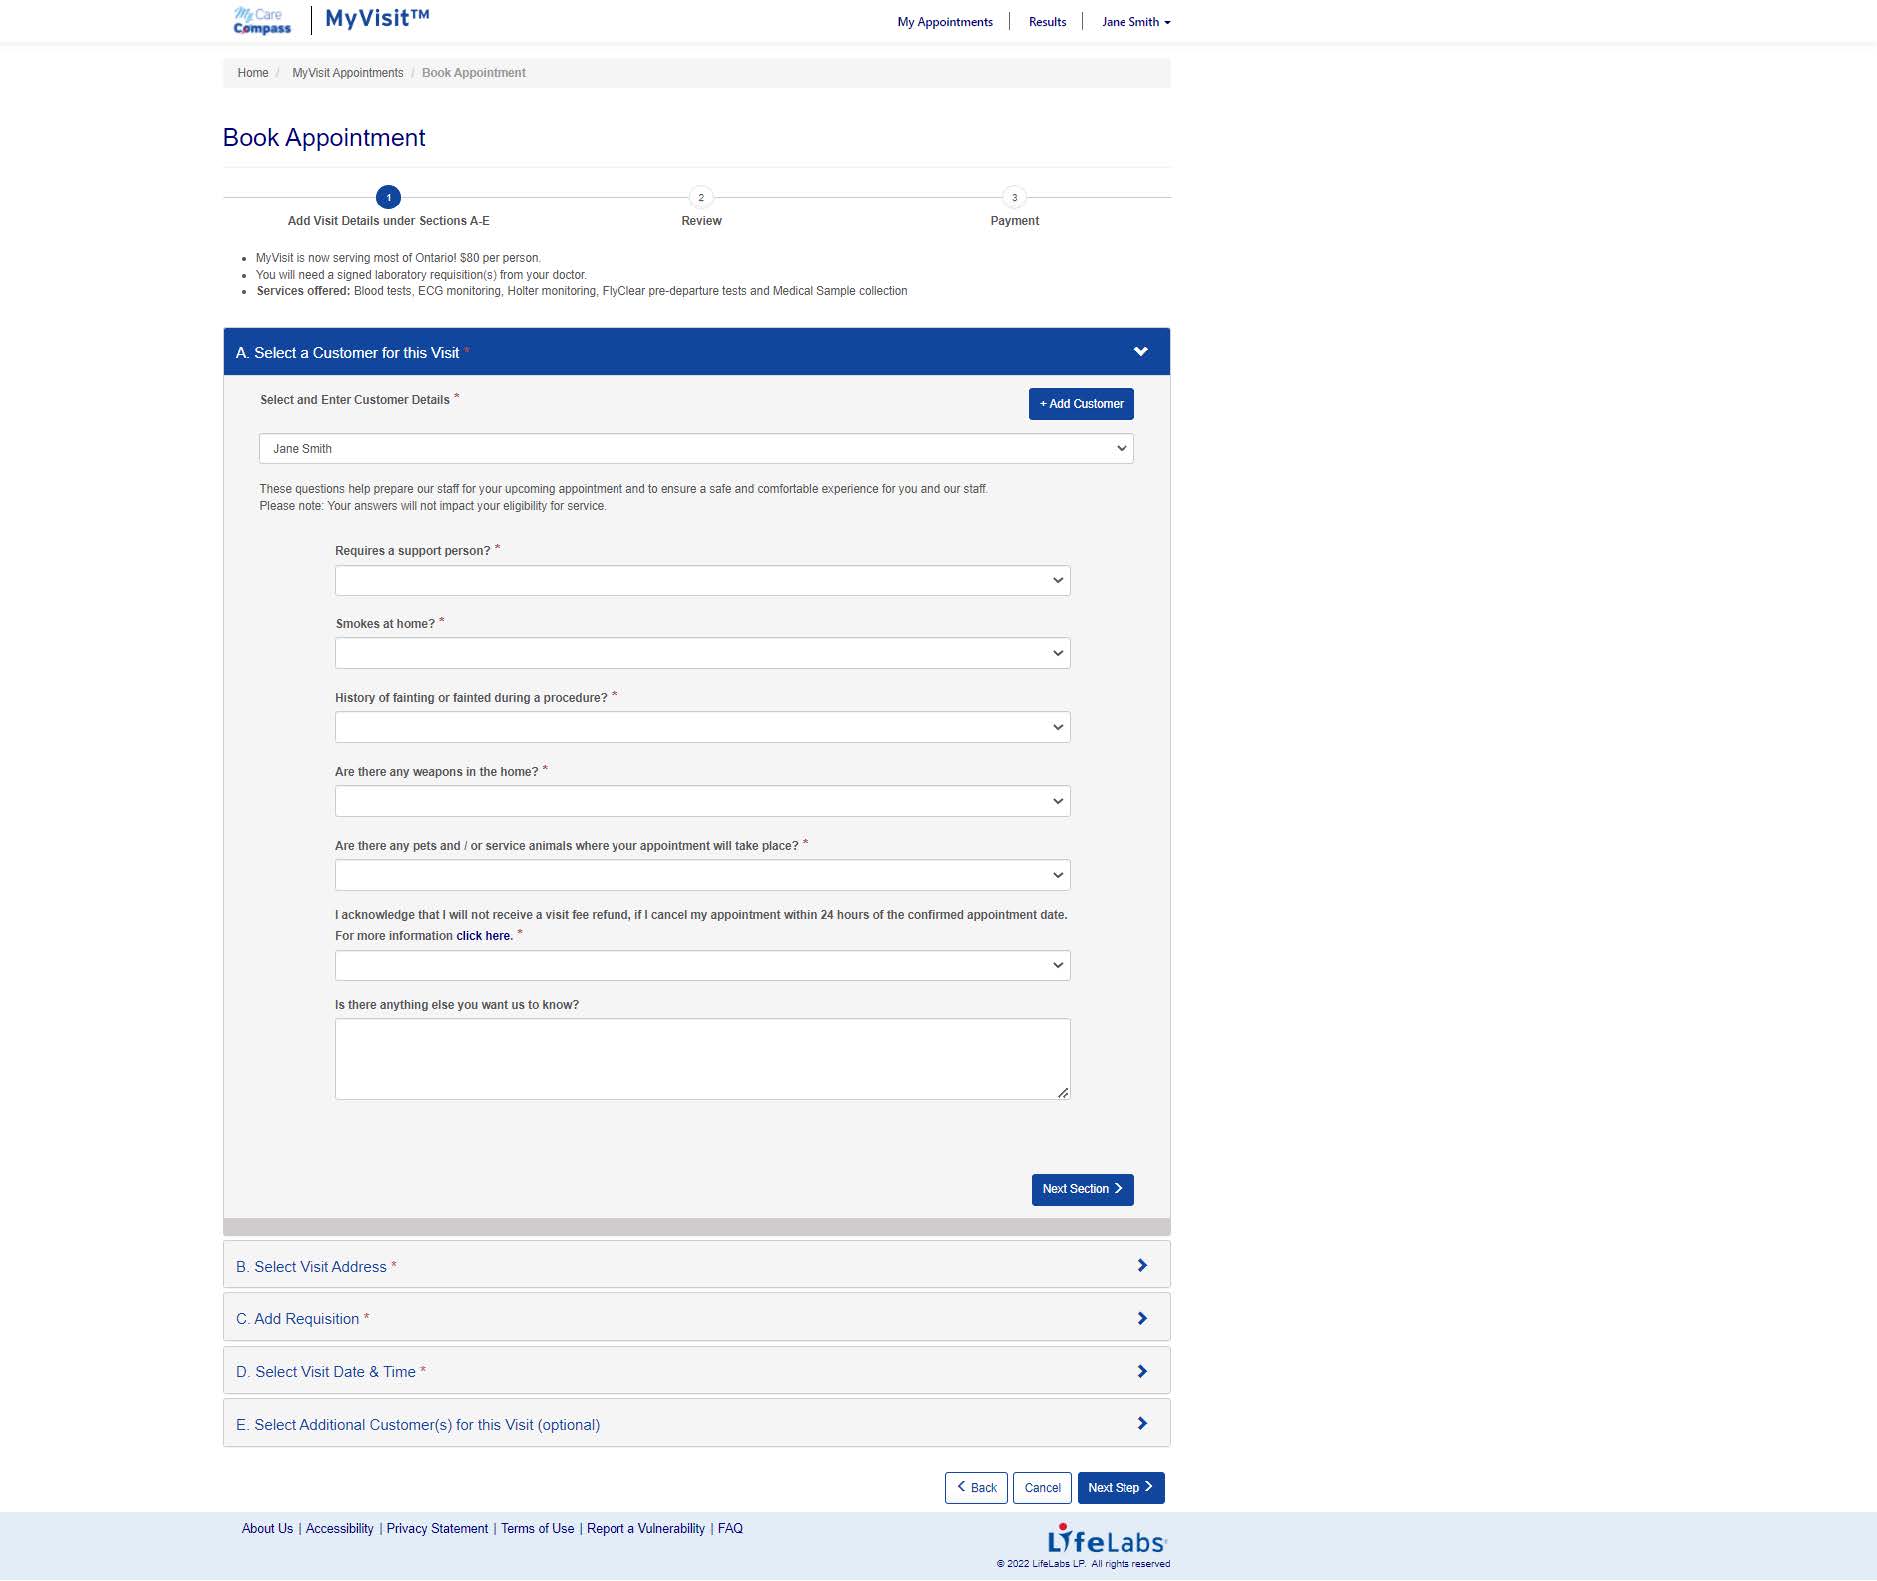 My Care
Compass
MyVisit™
My Appointments
Results
Jane Smith
Home / MyVisit Appointments / Book Appointment
Book Appointment
1
2
3
Add Visit Details under Sections A-E
Review
Payment
• MyVisit is now serving most of Ontario! $80 per person.
• You will need a signed laboratory requisition(s) from your doctor.
• Services offered: Blood tests, ECG monitoring, Holter monitoring, FlyClear pre-departure tests and Medical Sample collection
A. Select a Customer for this Visit *
Select and Enter Customer Details *
+ Add Customer
Jane Smith
These questions help prepare our staff for your upcoming appointment and to ensure a safe and comfortable experience for you and our staff.
Please note: Your answers will not impact your eligibility for service.
Requires a support person? *
Smokes at home? *
History of fainting or fainted during a procedure? *
Are there any weapons in the home? *
Are there any pets and / or service animals where your appointment will take place? *
I acknowledge that I will not receive a visit fee refund, if I cancel my appointment within 24 hours of the confirmed appointment date.
For more information click here. *
Is there anything else you want us to know?
Next Section >
B. Select Visit Address *
C. Add Requisition *
D. Select Visit Date & Time *
E. Select Additional Customer(s) for this Visit (optional)
< Back
Cancel
Next Step >
About Us | Accessibility | Privacy Statement | Terms of Use | Report a Vulnerability | FAQ
LifeLabs
© 2022 LifeLabs LP. All rights reserved